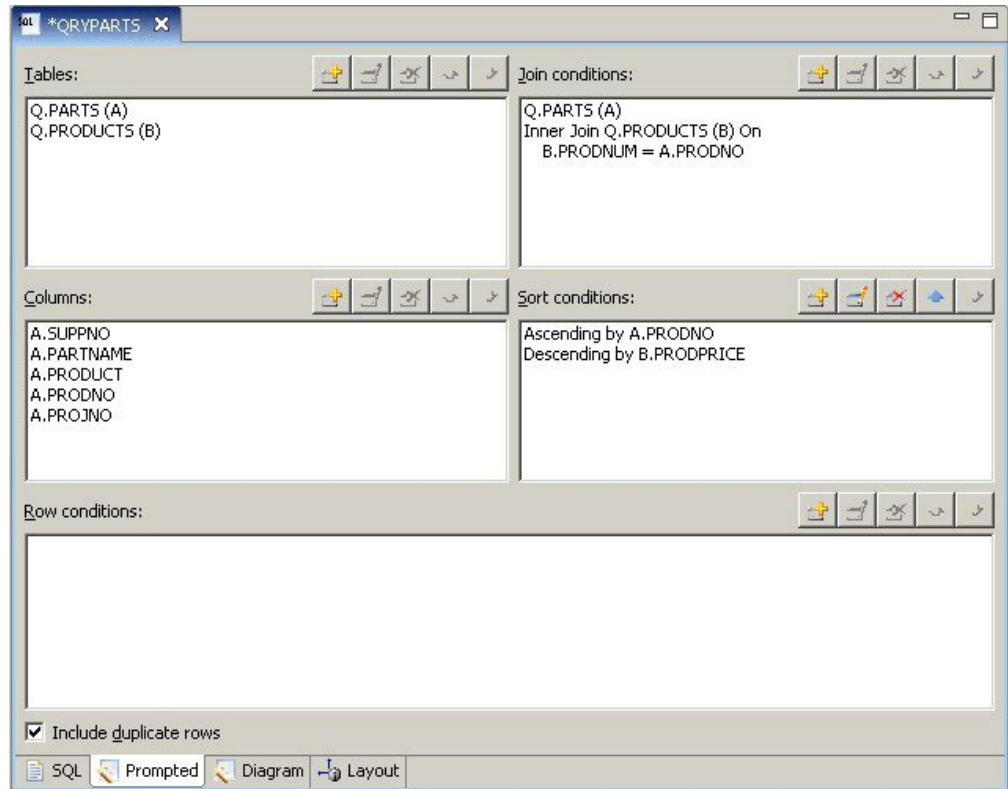 SQL *QRYPARTS
Tables:
Join conditions:
Q.PARTS (A)
Q.PRODUCTS (B)
Q.PARTS (A)
Inner Join Q.PRODUCTS (B) On
B.PRODNUM = A.PRODNO
Columns:
Sort conditions:
A.SUPPNO
A.PARTNAME
A.PRODUCT
A.PRODNO
A.PROJNO
Ascending by A.PRODNO
Descending by B.PRODPRICE
Row conditions:
Include duplicate rows
SQL Prompted Diagram Layout